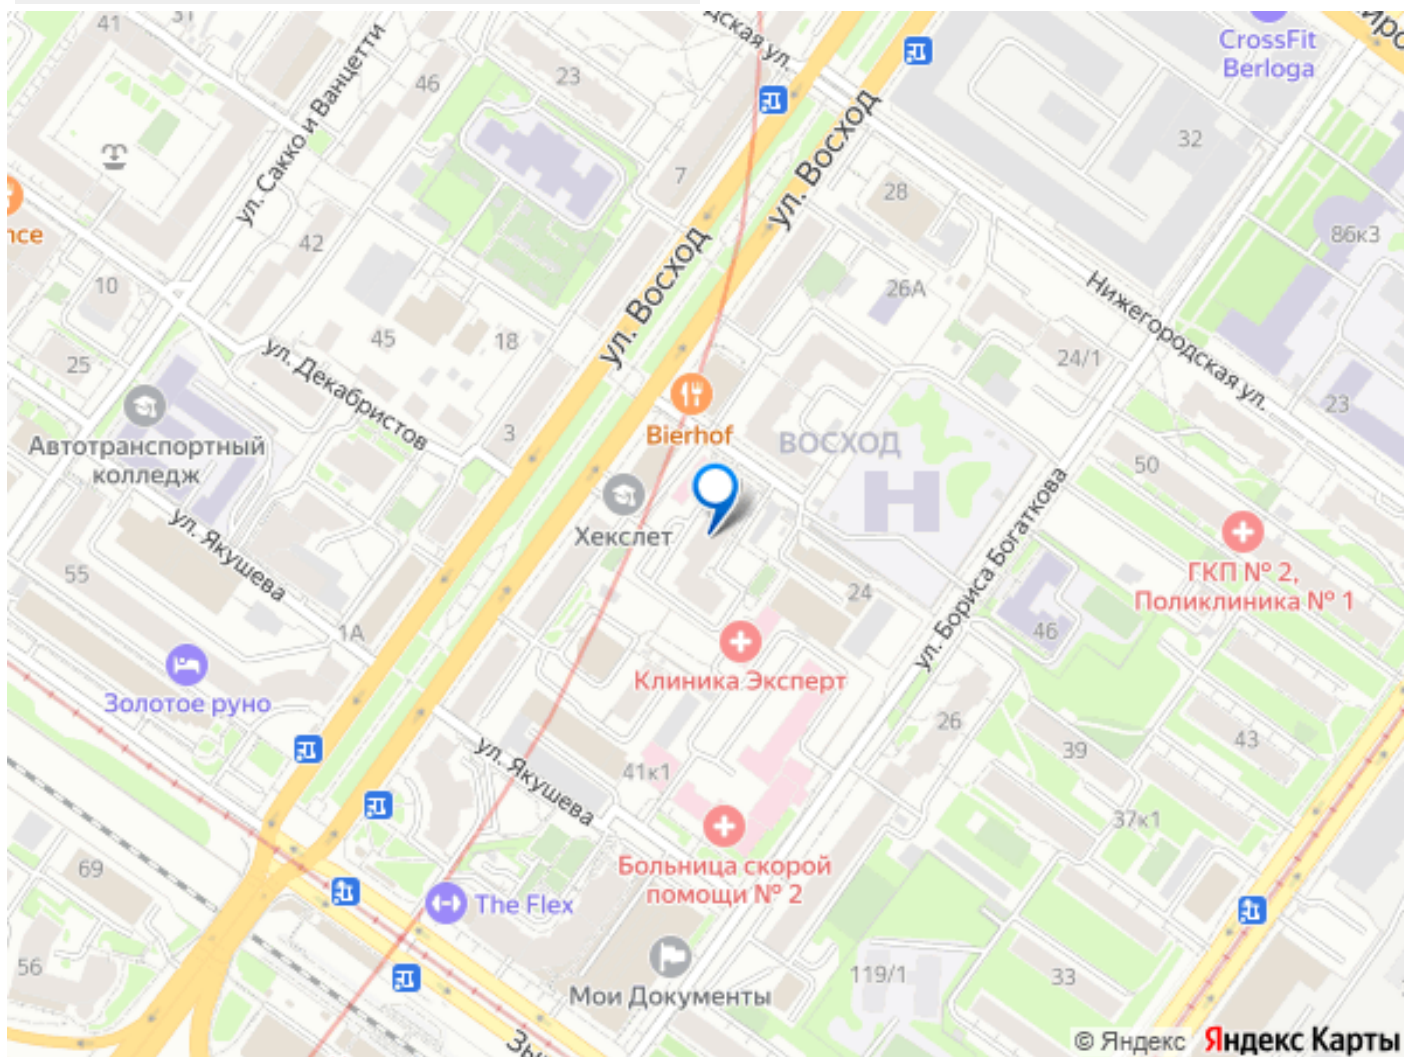 41
31
ул. Сакко и Ванцетти
46
23
7
ул. Восход
ул. Восход
CrossFit
Berloga
32
28
86к3
26А
Нижегородская ул.
24/1
42
10
45
18
25
ул. Декабристов
3
Автотранспортный
колледж
Bierhof
ВОСХОД
50
23
Хекслет
ул. Якушева
55
1А
ул. Бориса Богаткова
ГКП № 2,
Поликлиника № 1
24
46
Клиника Эксперт
Золотое руно
26
39
43
ул. Якушева
41к1
37к1
69
Больница скорой
помощи № 2
The Flex
56
119/1
33
Мои Документы
© Яндекс Яндекс Карты